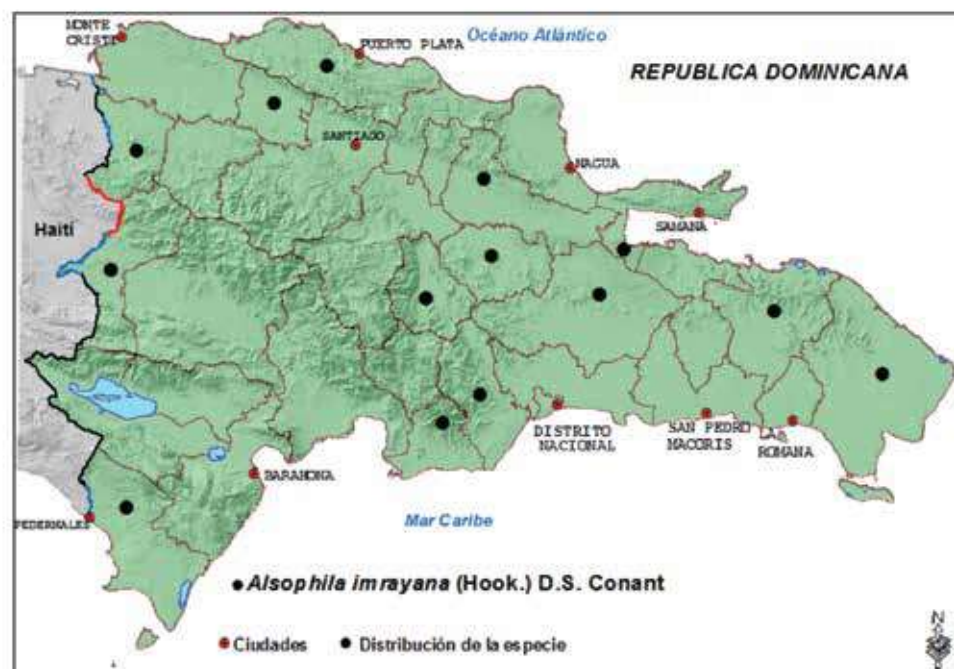 MONTE
CRISTI
PUERTO PLATA
Océano Atlántico
REPUBLICA DOMINICANA
SANTIAGO
NAGUA
SAMANA
Haití
DISTRITO
NACIONAL
SAN PEDRO
MACORIS
LA
ROMANA
BARAHONA
PEDERNALES
Mar Caribe
Alsophila imrayana (Hook.) D.S. Conant
Ciudades
Distribución de la especie
N